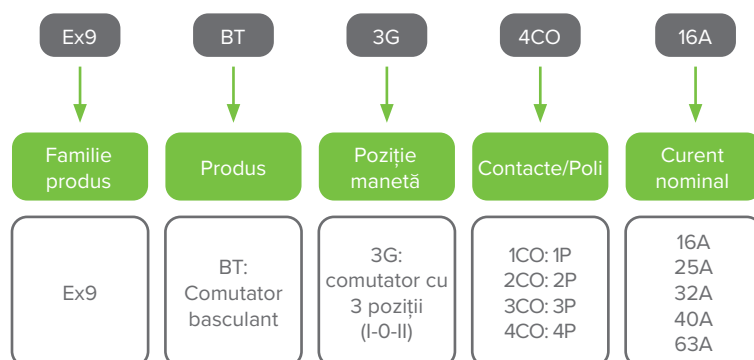 Ex9 BT 3G 4CO 16A
Familie produs
Produs
Poziție manetă
Contacte/Poli
Curent nominal
Ex9
BT:
Comutator
basculant
3G:
comutator cu
3 poziții
(I-0-II)
1CO: 1P
2CO: 2P
3CO: 3P
4CO: 4P
16A
25A
32A
40A
63A